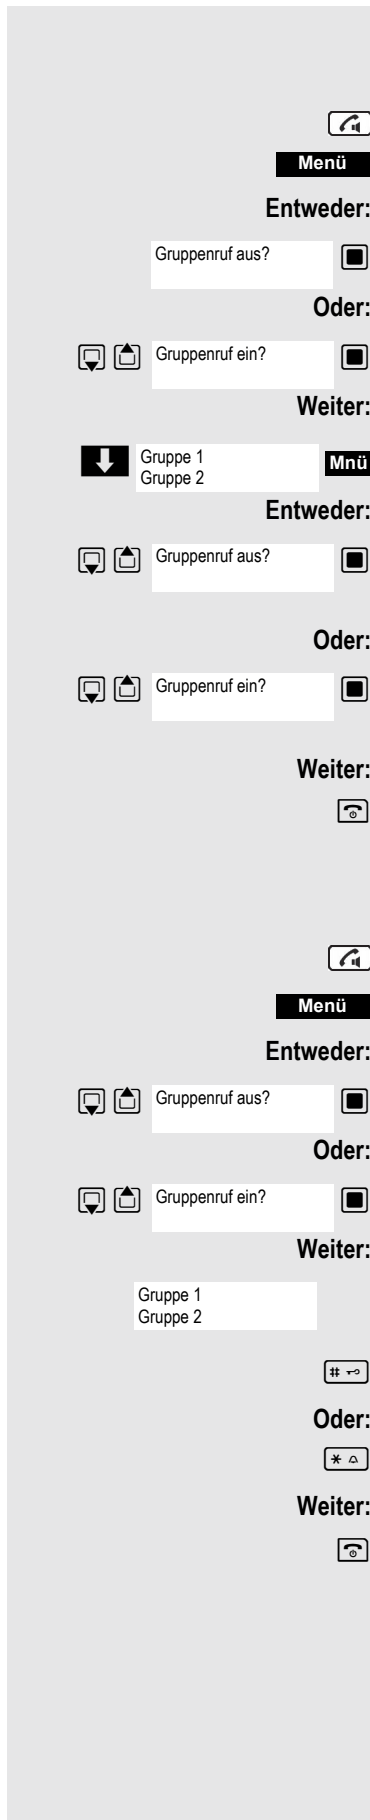 Menü
Entweder:
Gruppenruf aus?
Oder:
Gruppenruf ein?
Weiter:
Gruppe 1 Mnü
Gruppe 2
Entweder:
Gruppenruf aus?
Oder:
Gruppenruf ein?
Weiter:
Menü
Entweder:
Gruppenruf aus?
Oder:
Gruppenruf ein?
Weiter:
Gruppe 1
Gruppe 2
#
Oder:
*
Weiter: